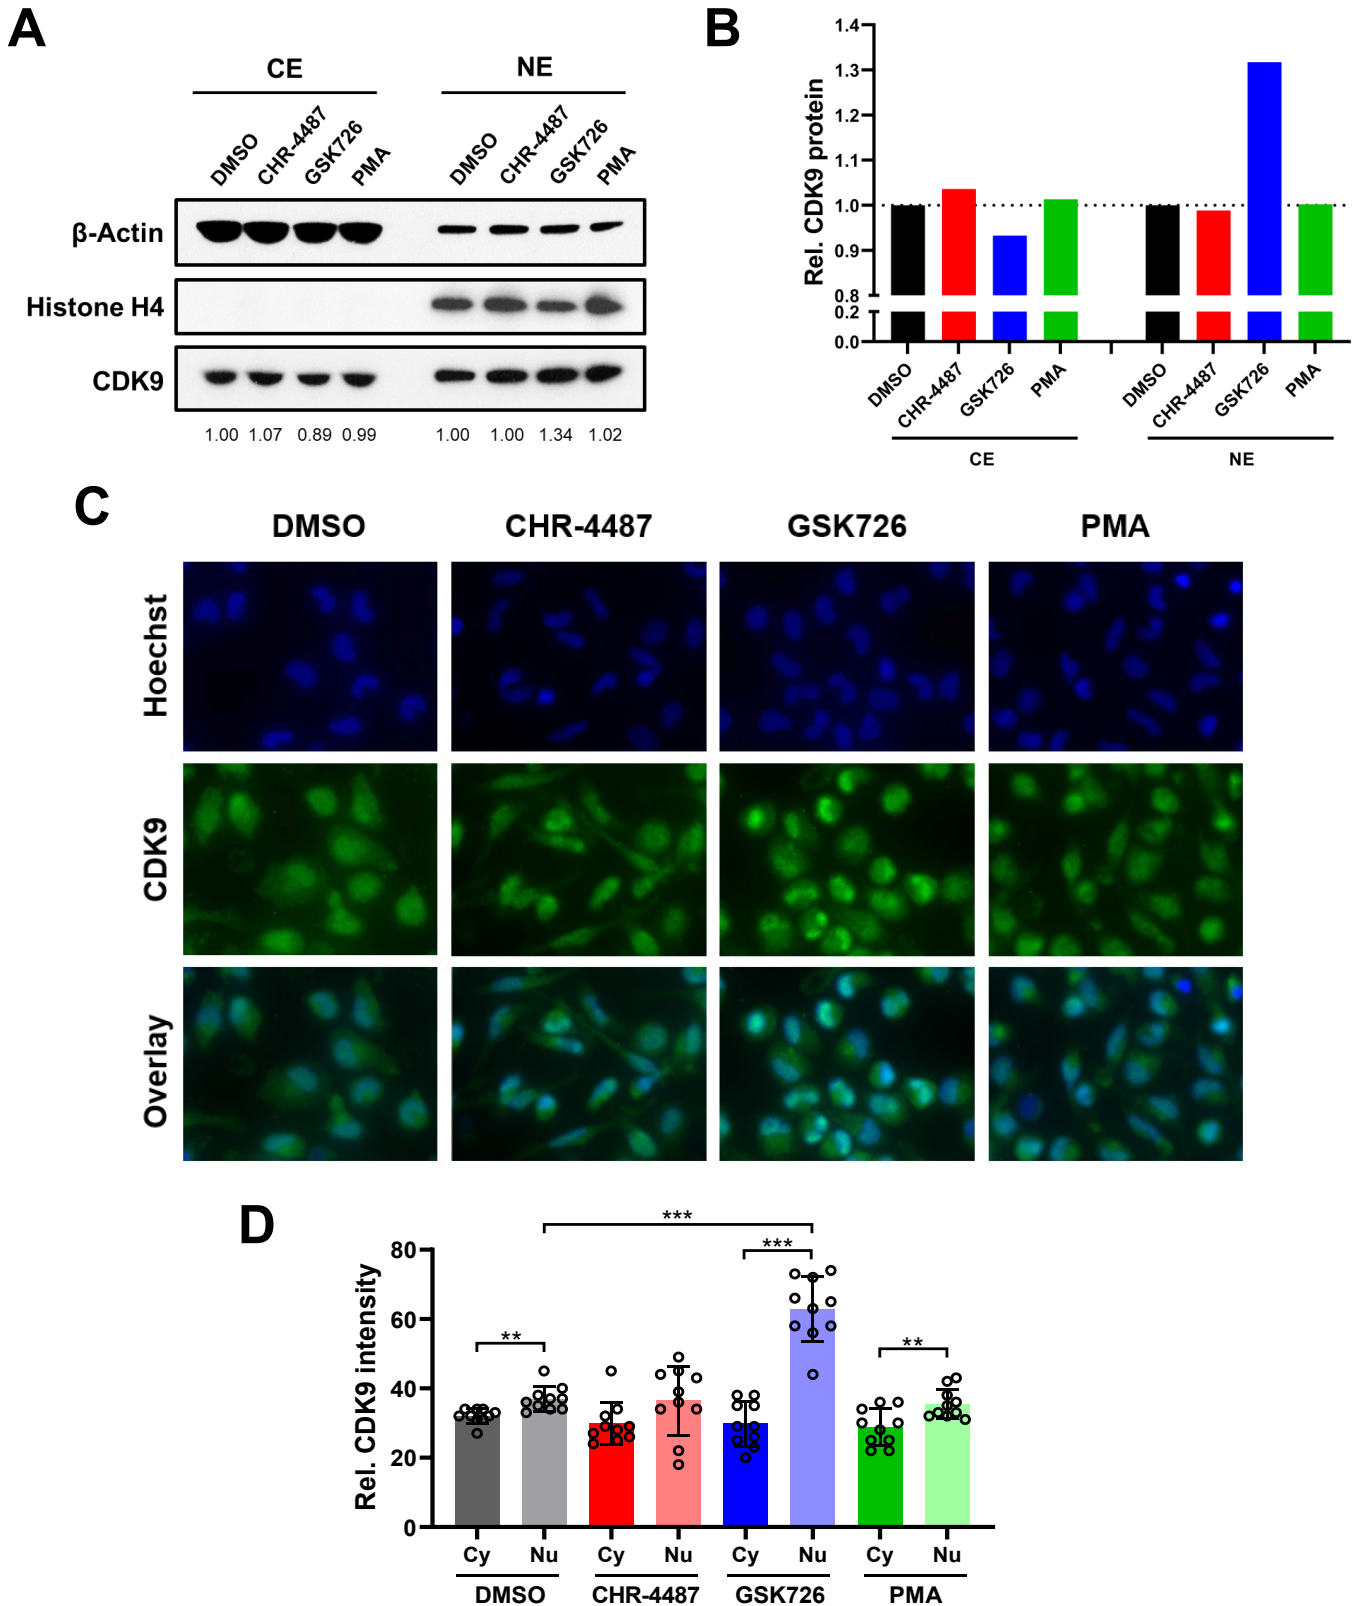 A
CE
NE
DMSO
CHR-4487
GSK726
PMA
DMSO
CHR-4487
GSK726
PMA
β-Actin
Histone H4
CDK9
1.00 1.07 0.89 0.99 1.00 1.00 1.34 1.02
B
Rel. CDK9 protein
1.4
1.3
1.2
1.1
1.0
0.9
0.8
0.2
0.0
DMSO
CHR-4487
GSK726
PMA
DMSO
CHR-4487
GSK726
PMA
CE
NE
C
DMSO CHR-4487 GSK726 PMA
Hoechst
CDK9
Overlay
D
Rel. CDK9 intensity
80
60
40
20
0
***
***
**
**
Cy Nu Cy Nu Cy Nu Cy Nu
DMSO CHR-4487 GSK726 PMA